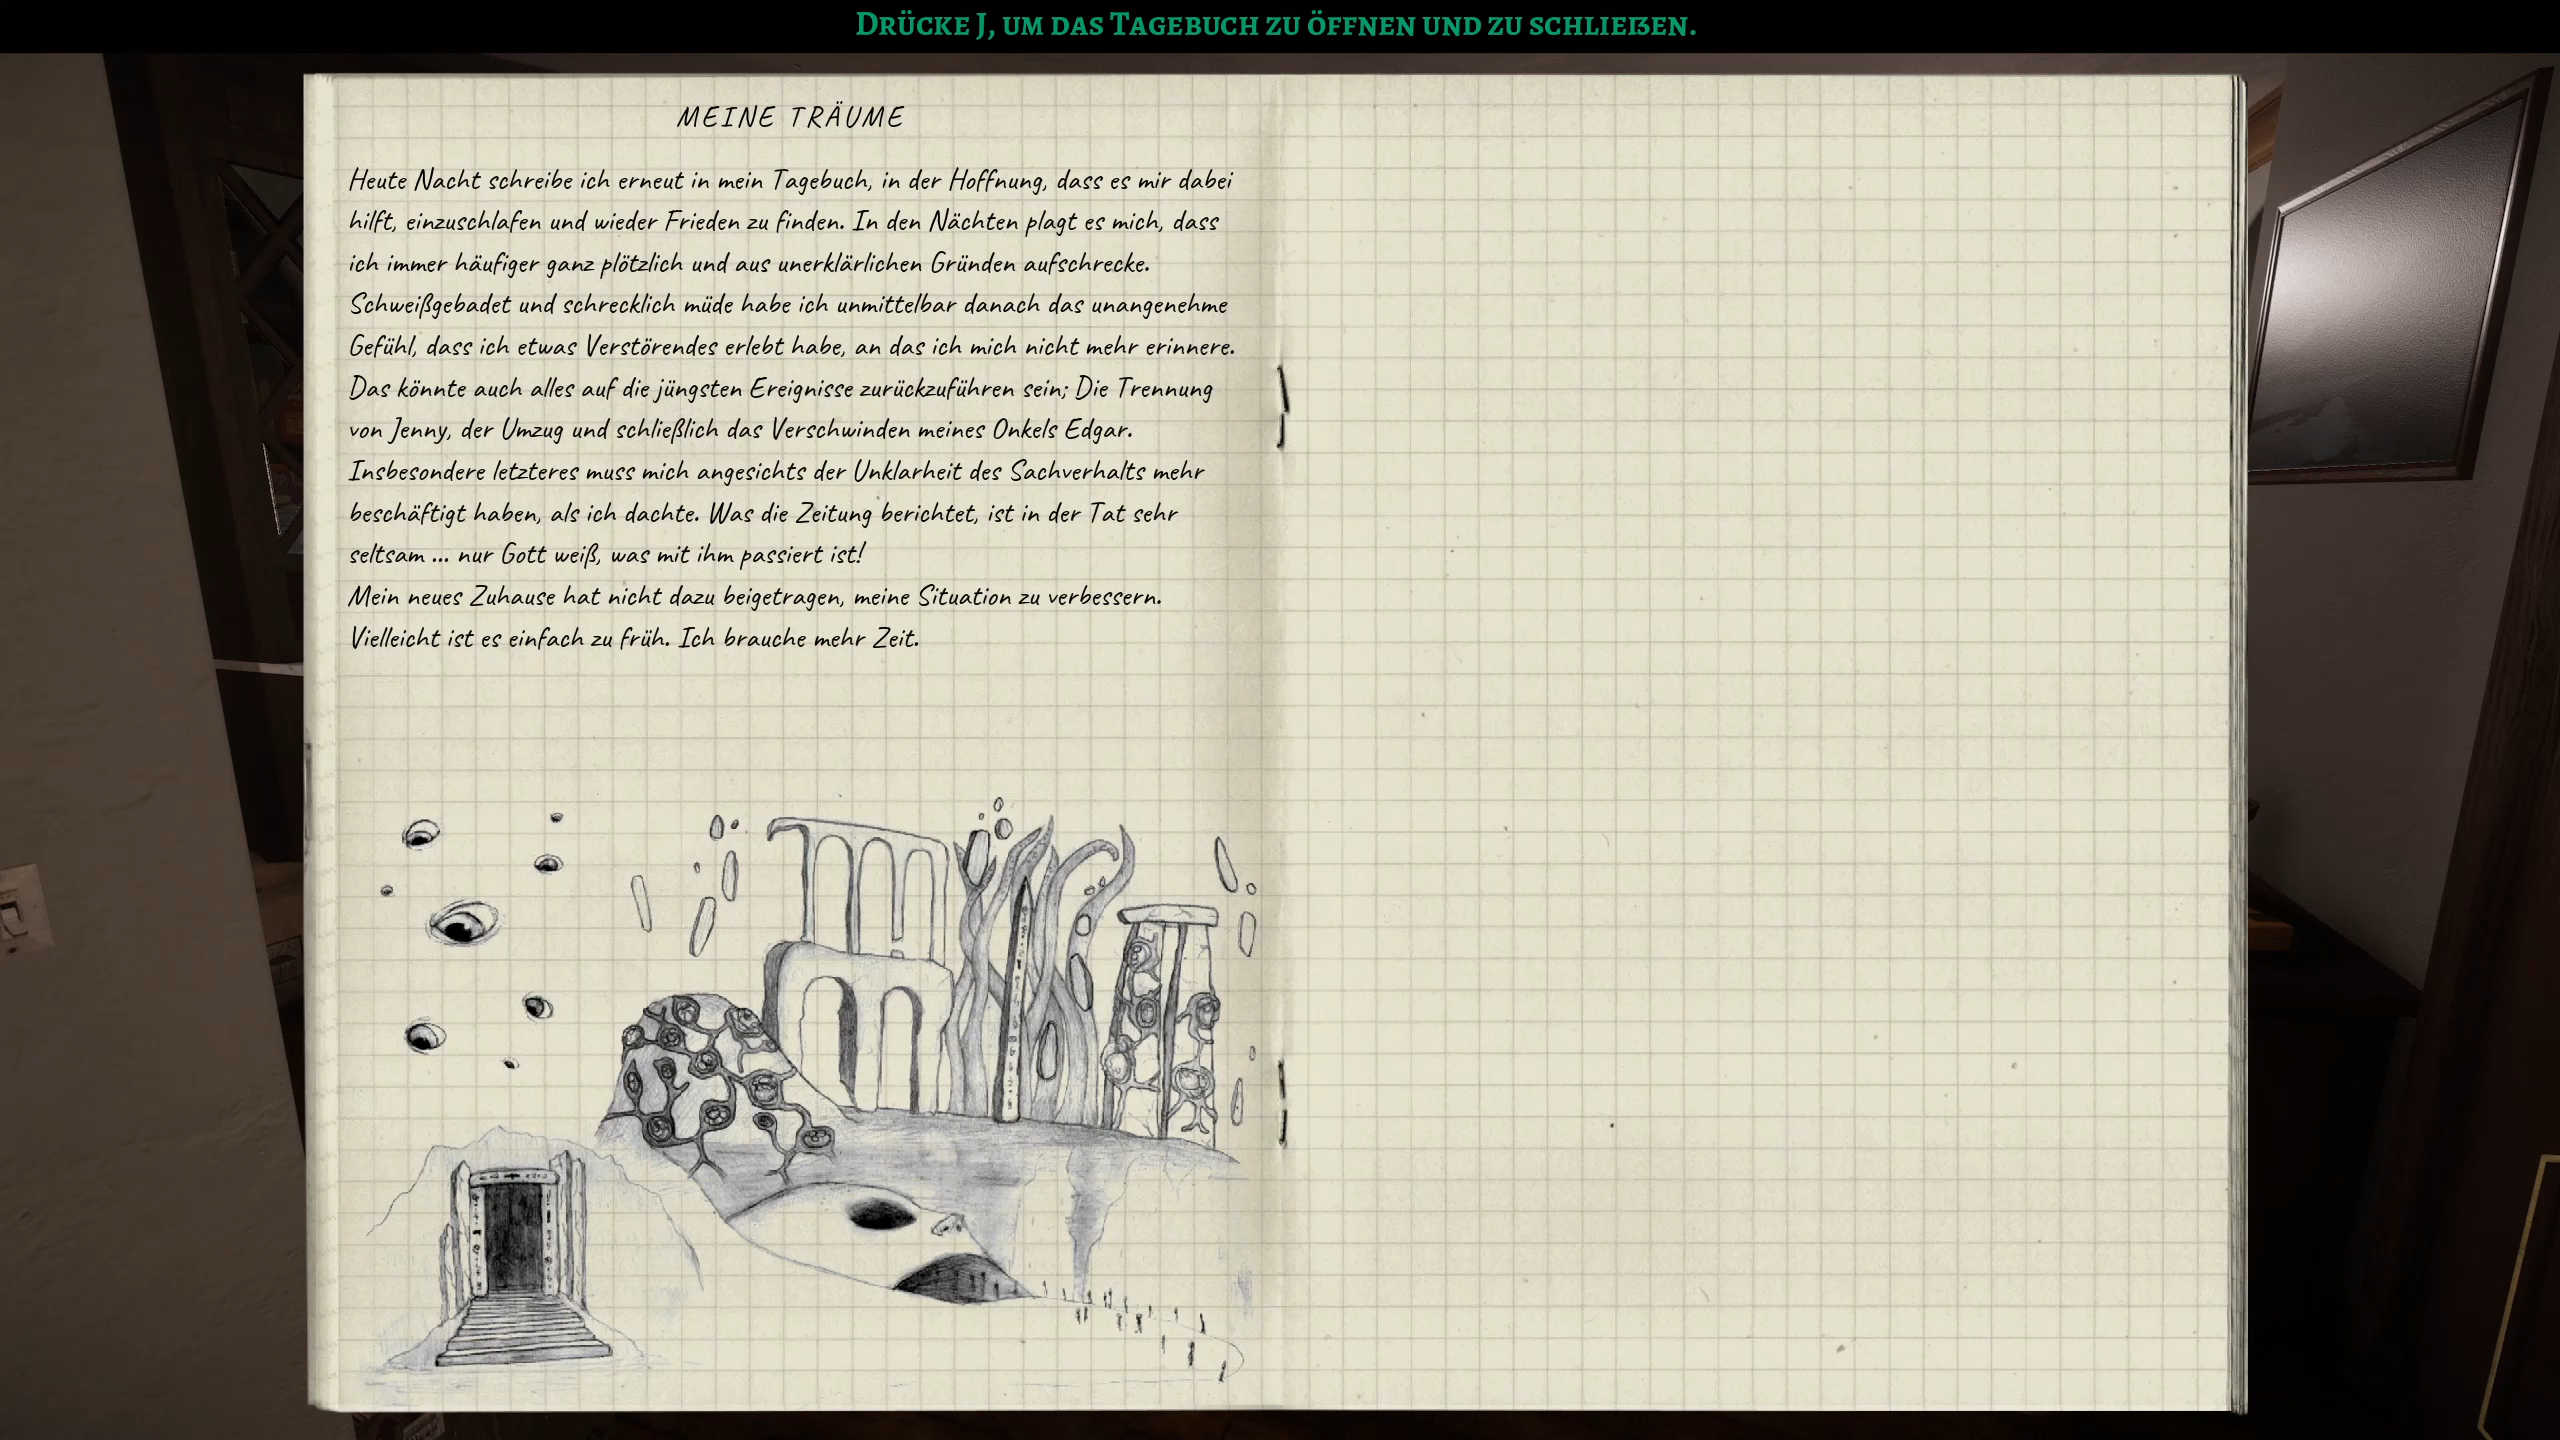 Drücke J, um das Tagebuch zu öffnen und zu schließen.
MEINE TRÄUME
Heute Nacht schreibe ich erneut in mein Tagebuch, in der Hoffnung, dass es mir dabei
hilft, einzuschlafen und wieder Frieden zu finden. In den Nächten plagt es mich, dass
ich immer häufiger ganz plötzlich und aus unerklärlichen Gründen aufschrecke.
Schweißgebadet und schrecklich müde habe ich unmittelbar danach das unangenehme
Gefühl, dass ich etwas Verstörendes erlebt habe, an das ich mich nicht mehr erinnere.
Das könnte auch alles auf die jüngsten Ereignisse zurückzuführen sein; Die Trennung
von Jenny, der Umzug und schließlich das Verschwinden meines Onkels Edgar.
Insbesondere letzteres muss mich angesichts der Unklarheit des Sachverhalts mehr
beschäftigt haben, als ich dachte. Was die Zeitung berichtet, ist in der Tat sehr
seltsam ... nur Gott weiß, was mit ihm passiert ist!
Mein neues Zuhause hat nicht dazu beigetragen, meine Situation zu verbessern.
Vielleicht ist es einfach zu früh. Ich brauche mehr Zeit.